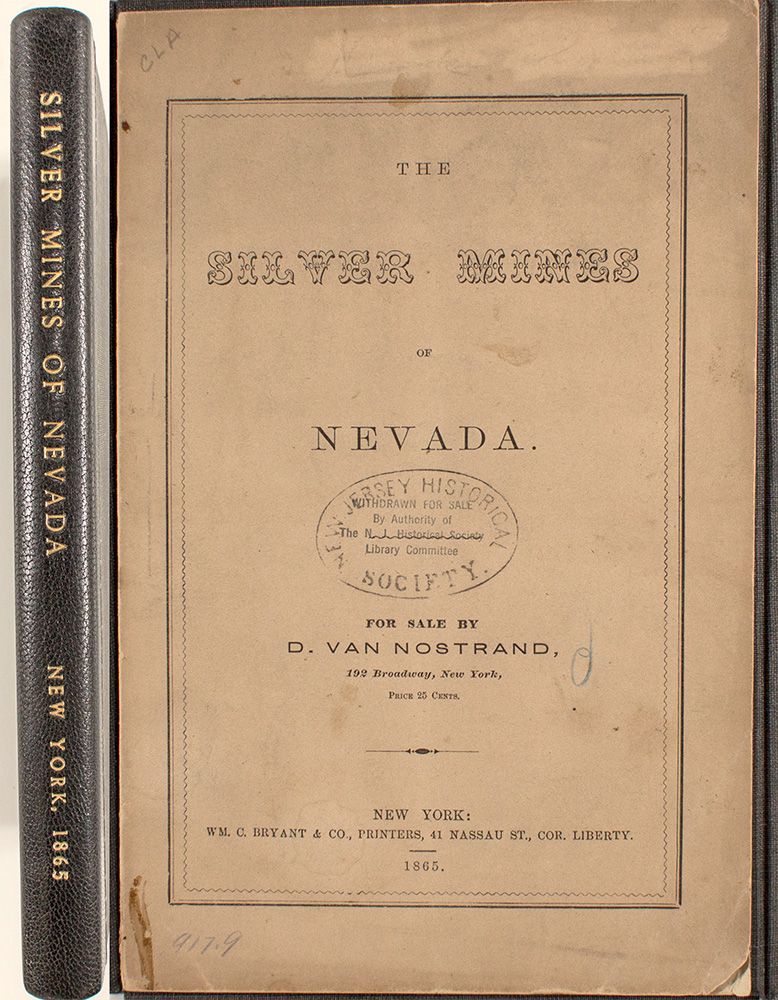 SILVER MINES OF NEVADA NEW YORK, 1865
CLA
THE
SILVER MINES
OF
NEVADA.
NEW JERSEY HISTORICAL
WITHDRAWN FOR SALE
By Authority of
The N. J. Historical Society
Library Committee
SOCIETY.
FOR SALE BY
D. VAN NOSTRAND,
192 Broadway, New York,
PRICE 25 CENTS.
NEW YORK:
WM. C. BRYANT & CO., PRINTERS, 41 NASSAU ST., COR. LIBERTY.
1865.
917.9